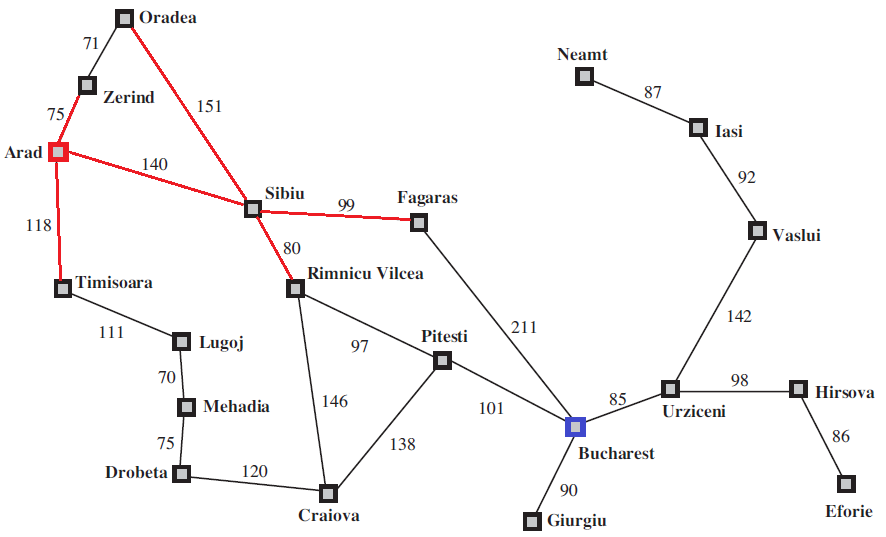 Oradea
Neamt
71
87
Zerind
151
75
Iasi
Arad
140
92
Sibiu
99
Fagaras
118
Vaslui
80
Timisoara
Rimnicu Vilcea
142
111
211
Lugoj
97
Pitesti
70
98
Hirsova
85
146
101
Urziceni
Mehadia
75
138
86
Bucharest
Drobeta
120
90
Craiova
Giurgiu
Eforie